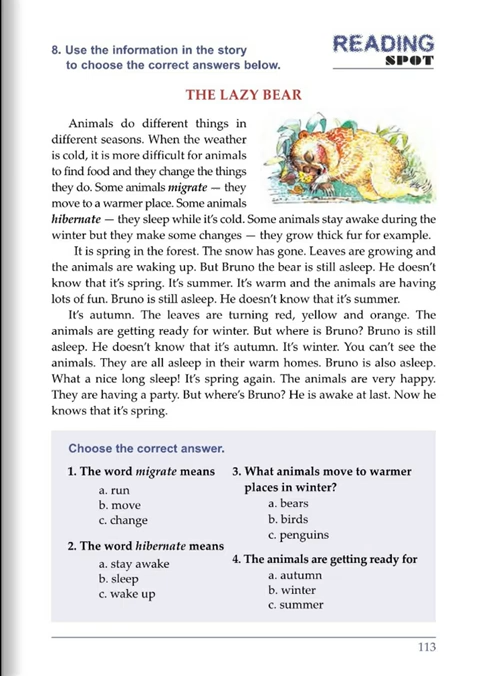 8. Use the information in the story
to choose the correct answers below.
READING
SPOT
THE LAZY BEAR
Animals do different things in
different seasons. When the weather
is cold, it is more difficult for animals
to find food and they change the things
they do. Some animals migrate — they
move to a warmer place. Some animals
hibernate — they sleep while it's cold. Some animals stay awake during the
winter but they make some changes — they grow thick fur for example.
It is spring in the forest. The snow has gone. Leaves are growing and
the animals are waking up. But Bruno the bear is still asleep. He doesn't
know that it's spring. It's summer. It's warm and the animals are having
lots of fun. Bruno is still asleep. He doesn't know that it's summer.
It's autumn. The leaves are turning red, yellow and orange. The
animals are getting ready for winter. But where is Bruno? Bruno is still
asleep. He doesn't know that it's autumn. It's winter. You can't see the
animals. They are all asleep in their warm homes. Bruno is also asleep.
What a nice long sleep! It's spring again. The animals are very happy.
They are having a party. But where's Bruno? He is awake at last. Now he
knows that it's spring.
Choose the correct answer.
1. The word migrate means
a. run
b. move
c. change
2. The word hibernate means
a. stay awake
b. sleep
c. wake up
3. What animals move to warmer
places in winter?
a. bears
b. birds
c. penguins
4. The animals are getting ready for
a. autumn
b. winter
c. summer
113